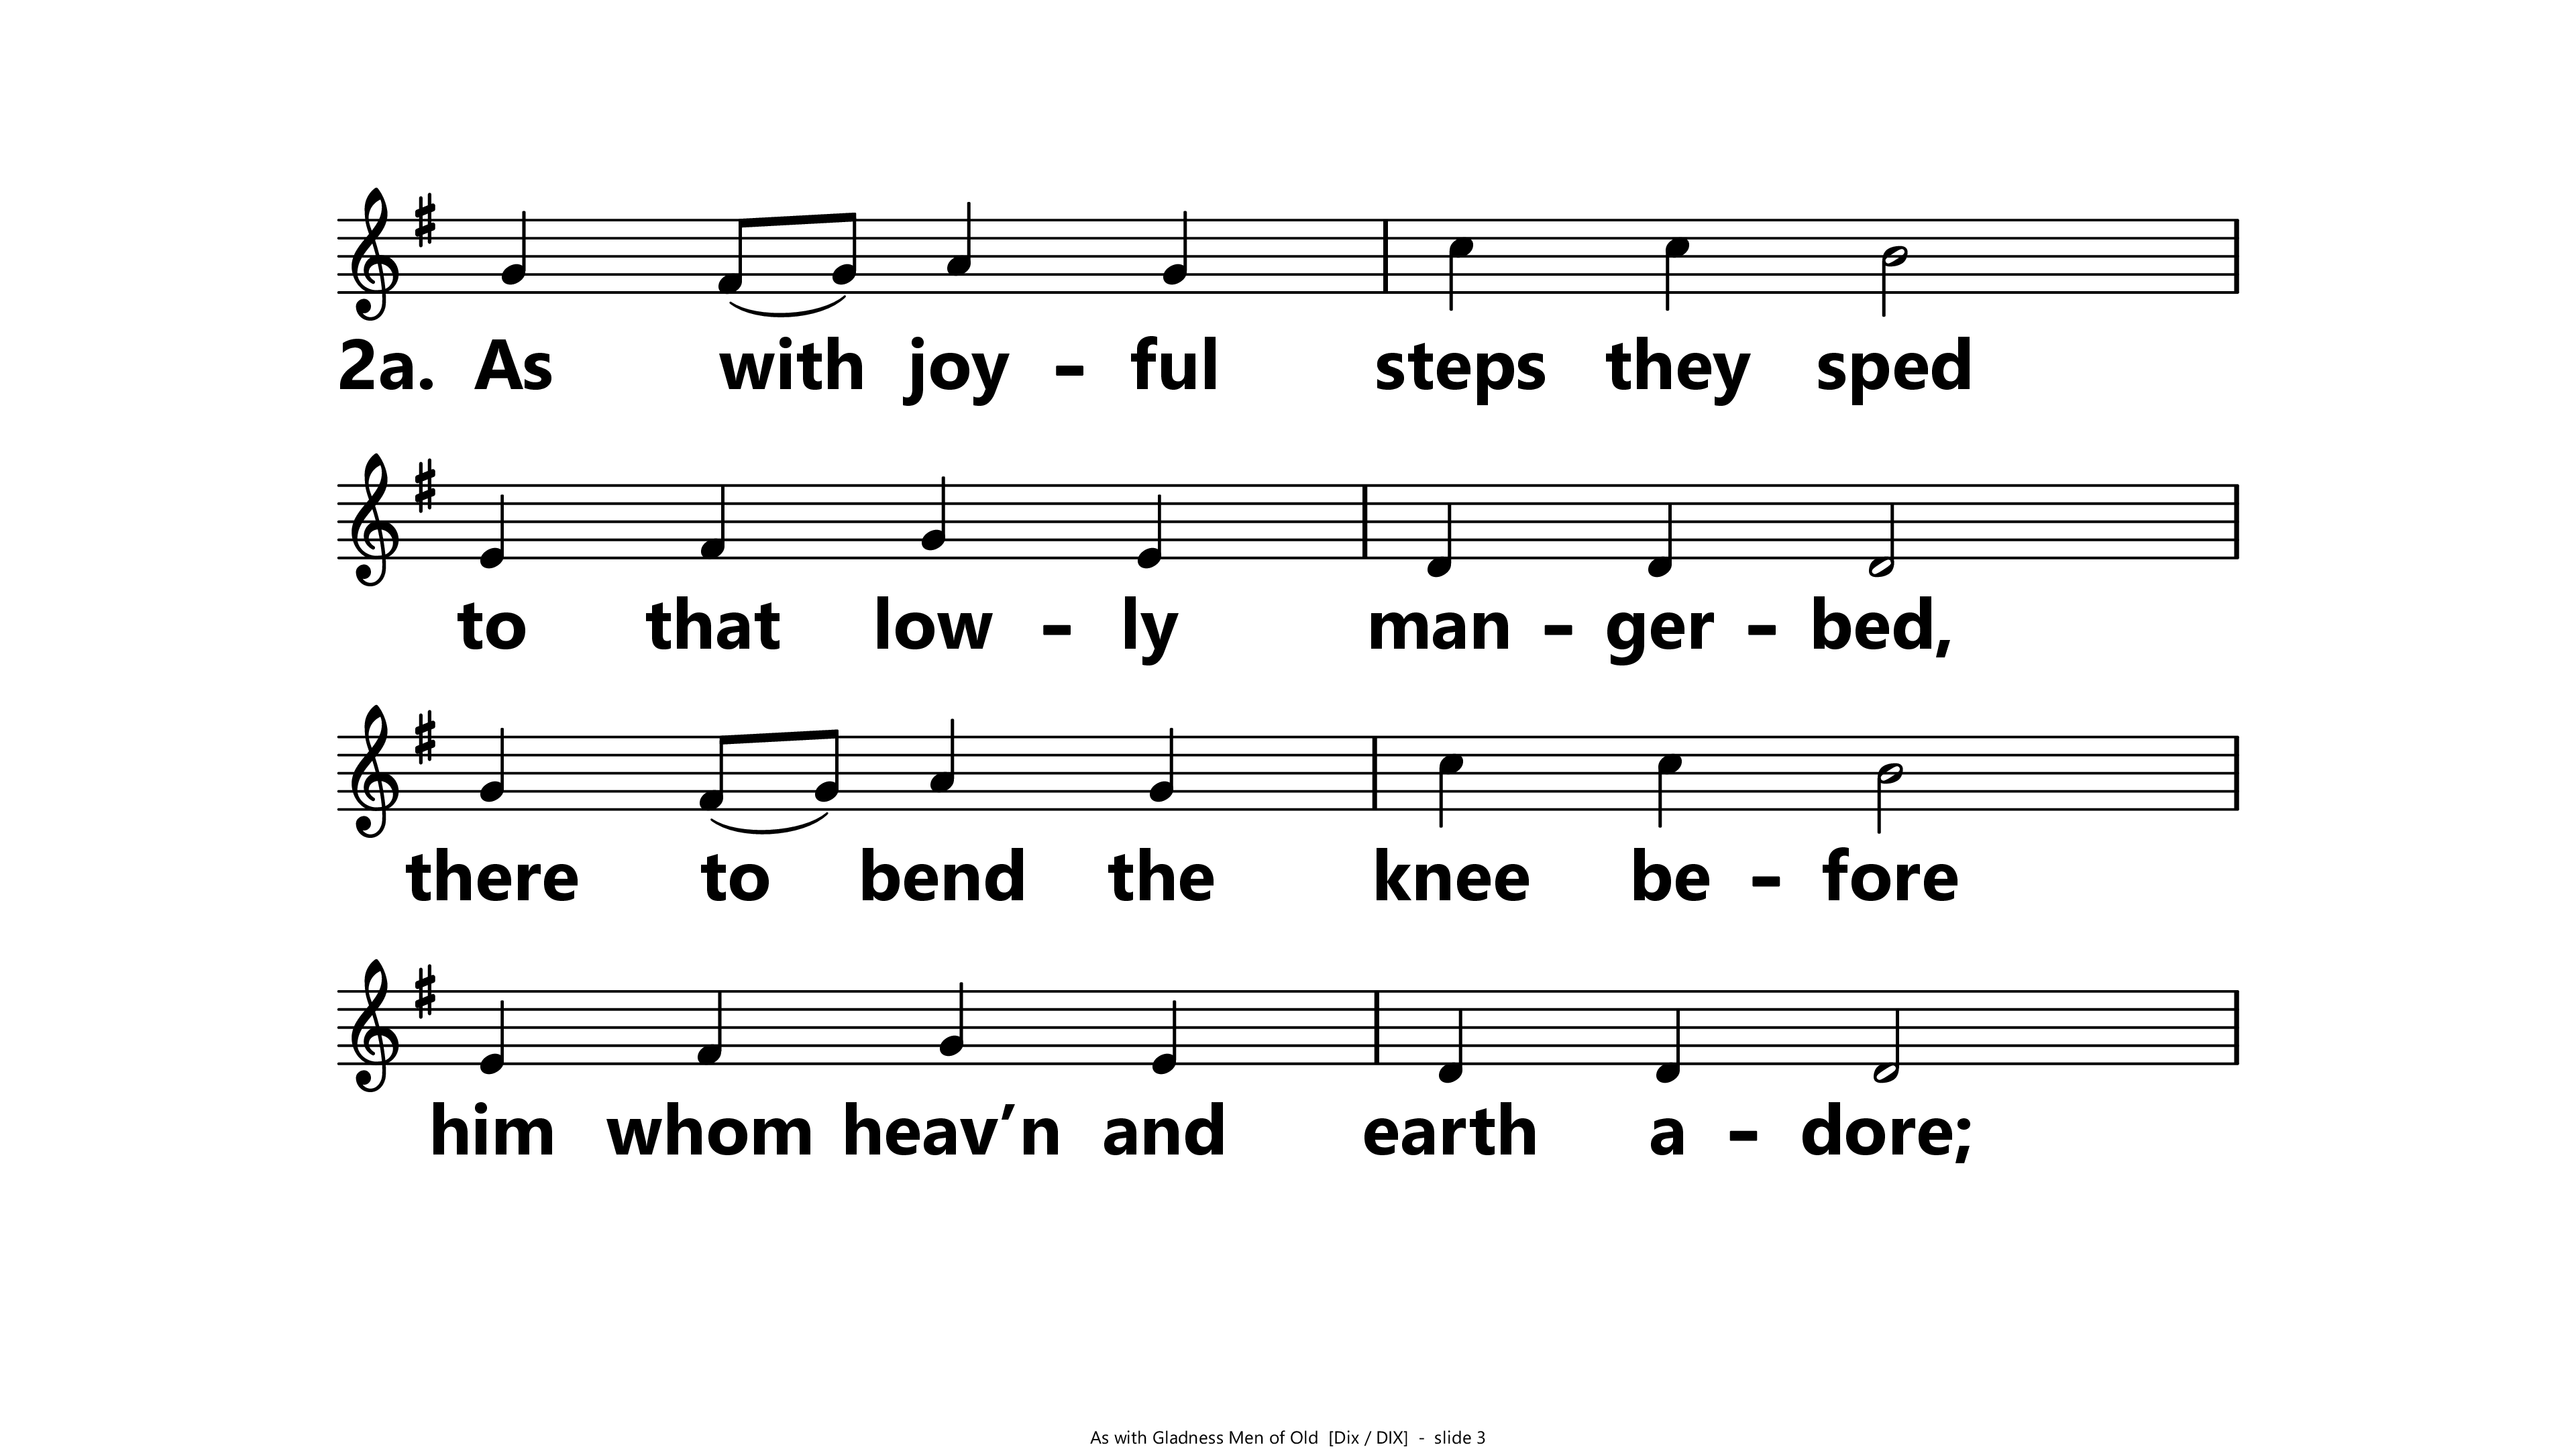 2a. As with joy - ful steps they sped
to that low - ly man - ger - bed,
there to bend the knee be - fore
him whom heav’n and earth a - dore;
As with Gladness Men of Old [Dix / DIX] - slide 3